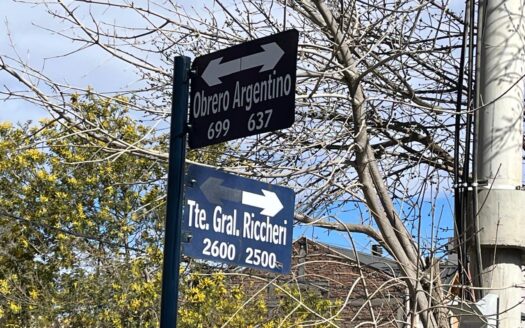 Obrero Argentino
699 637
Tte. Gral. Riccheri
2600 2500